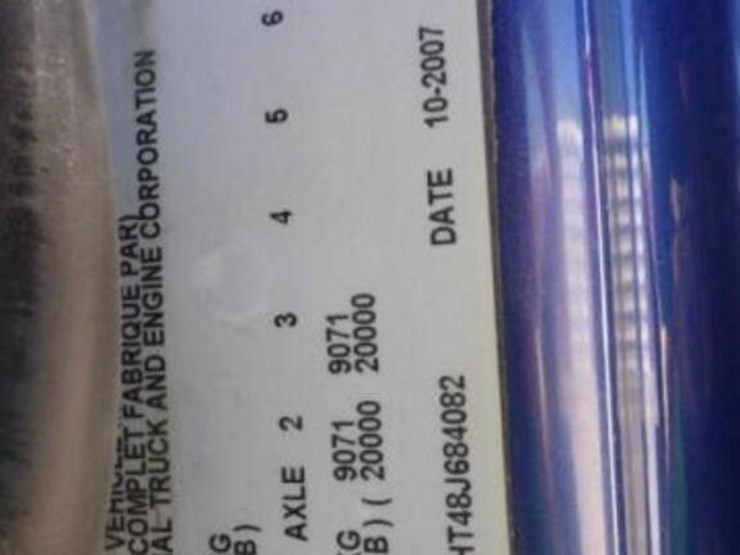 COMPLET FABRIQUE PAR)
AL TRUCK AND ENGINE CORPORATION
G
B)
AXLE 2 3 4 5 6
KG 9071 9071
B) ( 20000 20000
HT48J684082 DATE 10-2007